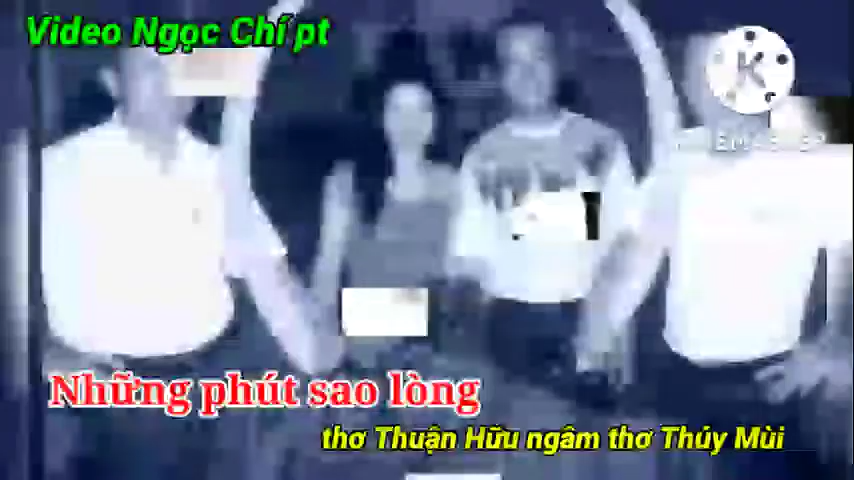 Video Ngọc Chí pt
K
Những phút sao lòng
thơ Thuận Hữu ngâm thơ Thúy Mùi